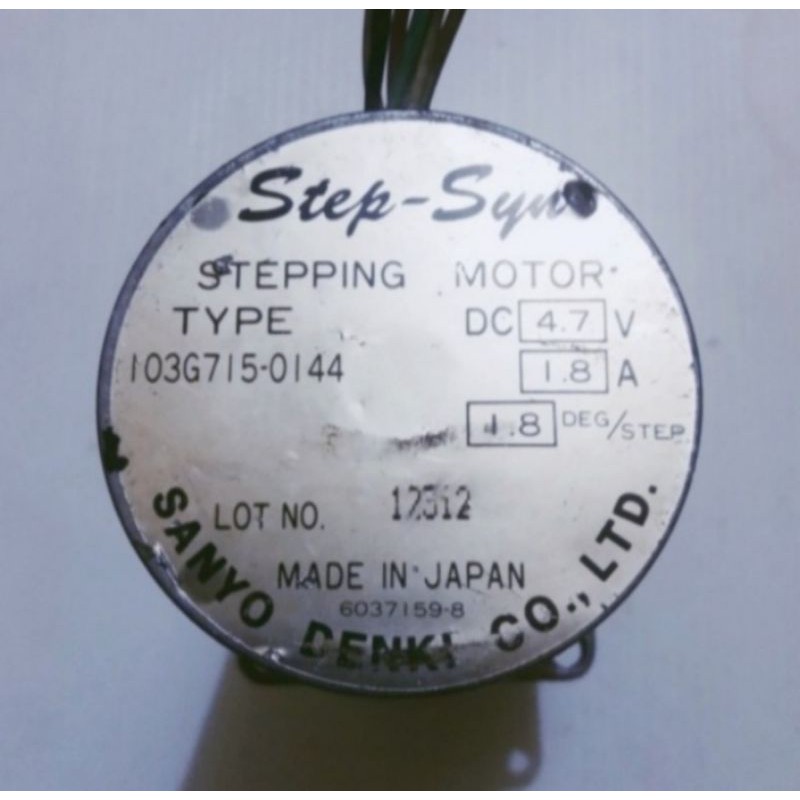 Step-Syn
STEPPING MOTOR
TYPE DC 4.7 V
103G715-0144 1.8 A
1.8 DEG/STEP
LOT NO. 12312
MADE IN JAPAN
6037159-8
SANYO DENKI CO., LTD.